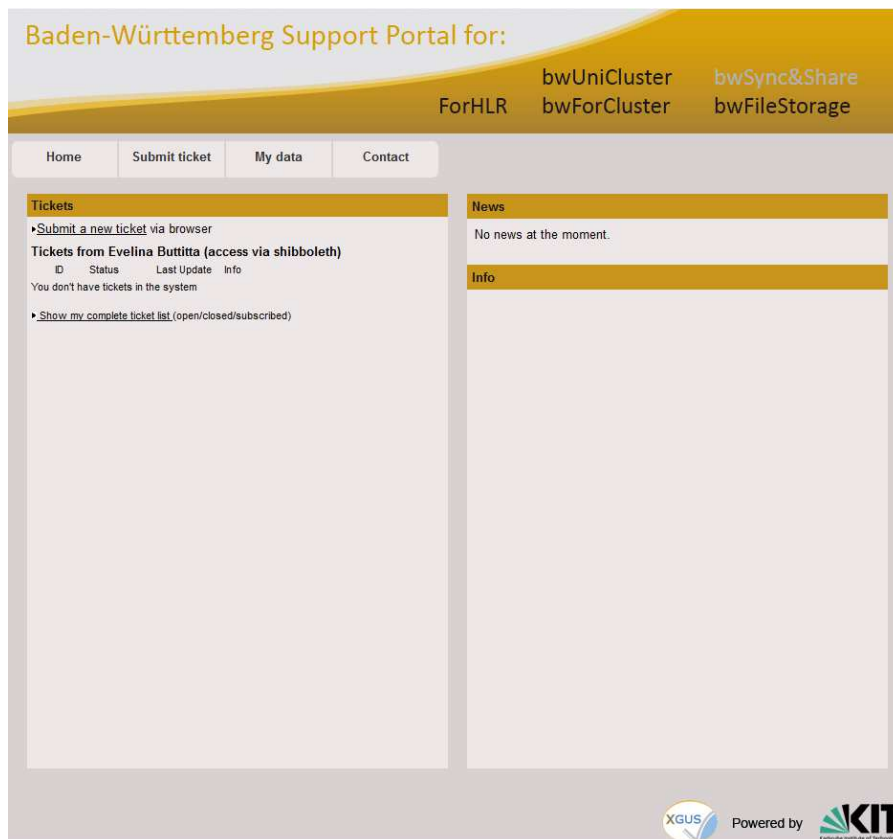 Baden-Württemberg Support Portal for:
bwUniCluster bwSync&Share
ForHLR bwForCluster bwFileStorage
Home Submit ticket My data Contact
Tickets
Submit a new ticket via browser
Tickets from Evelina Buttitta (access via shibboleth)
ID Status Last Update Info
You don't have tickets in the system
Show my complete ticket list (open/closed/subscribed)
News
No news at the moment.
Info
XGUS Powered by KIT